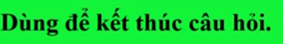 Dùng để kết thúc câu hỏi.